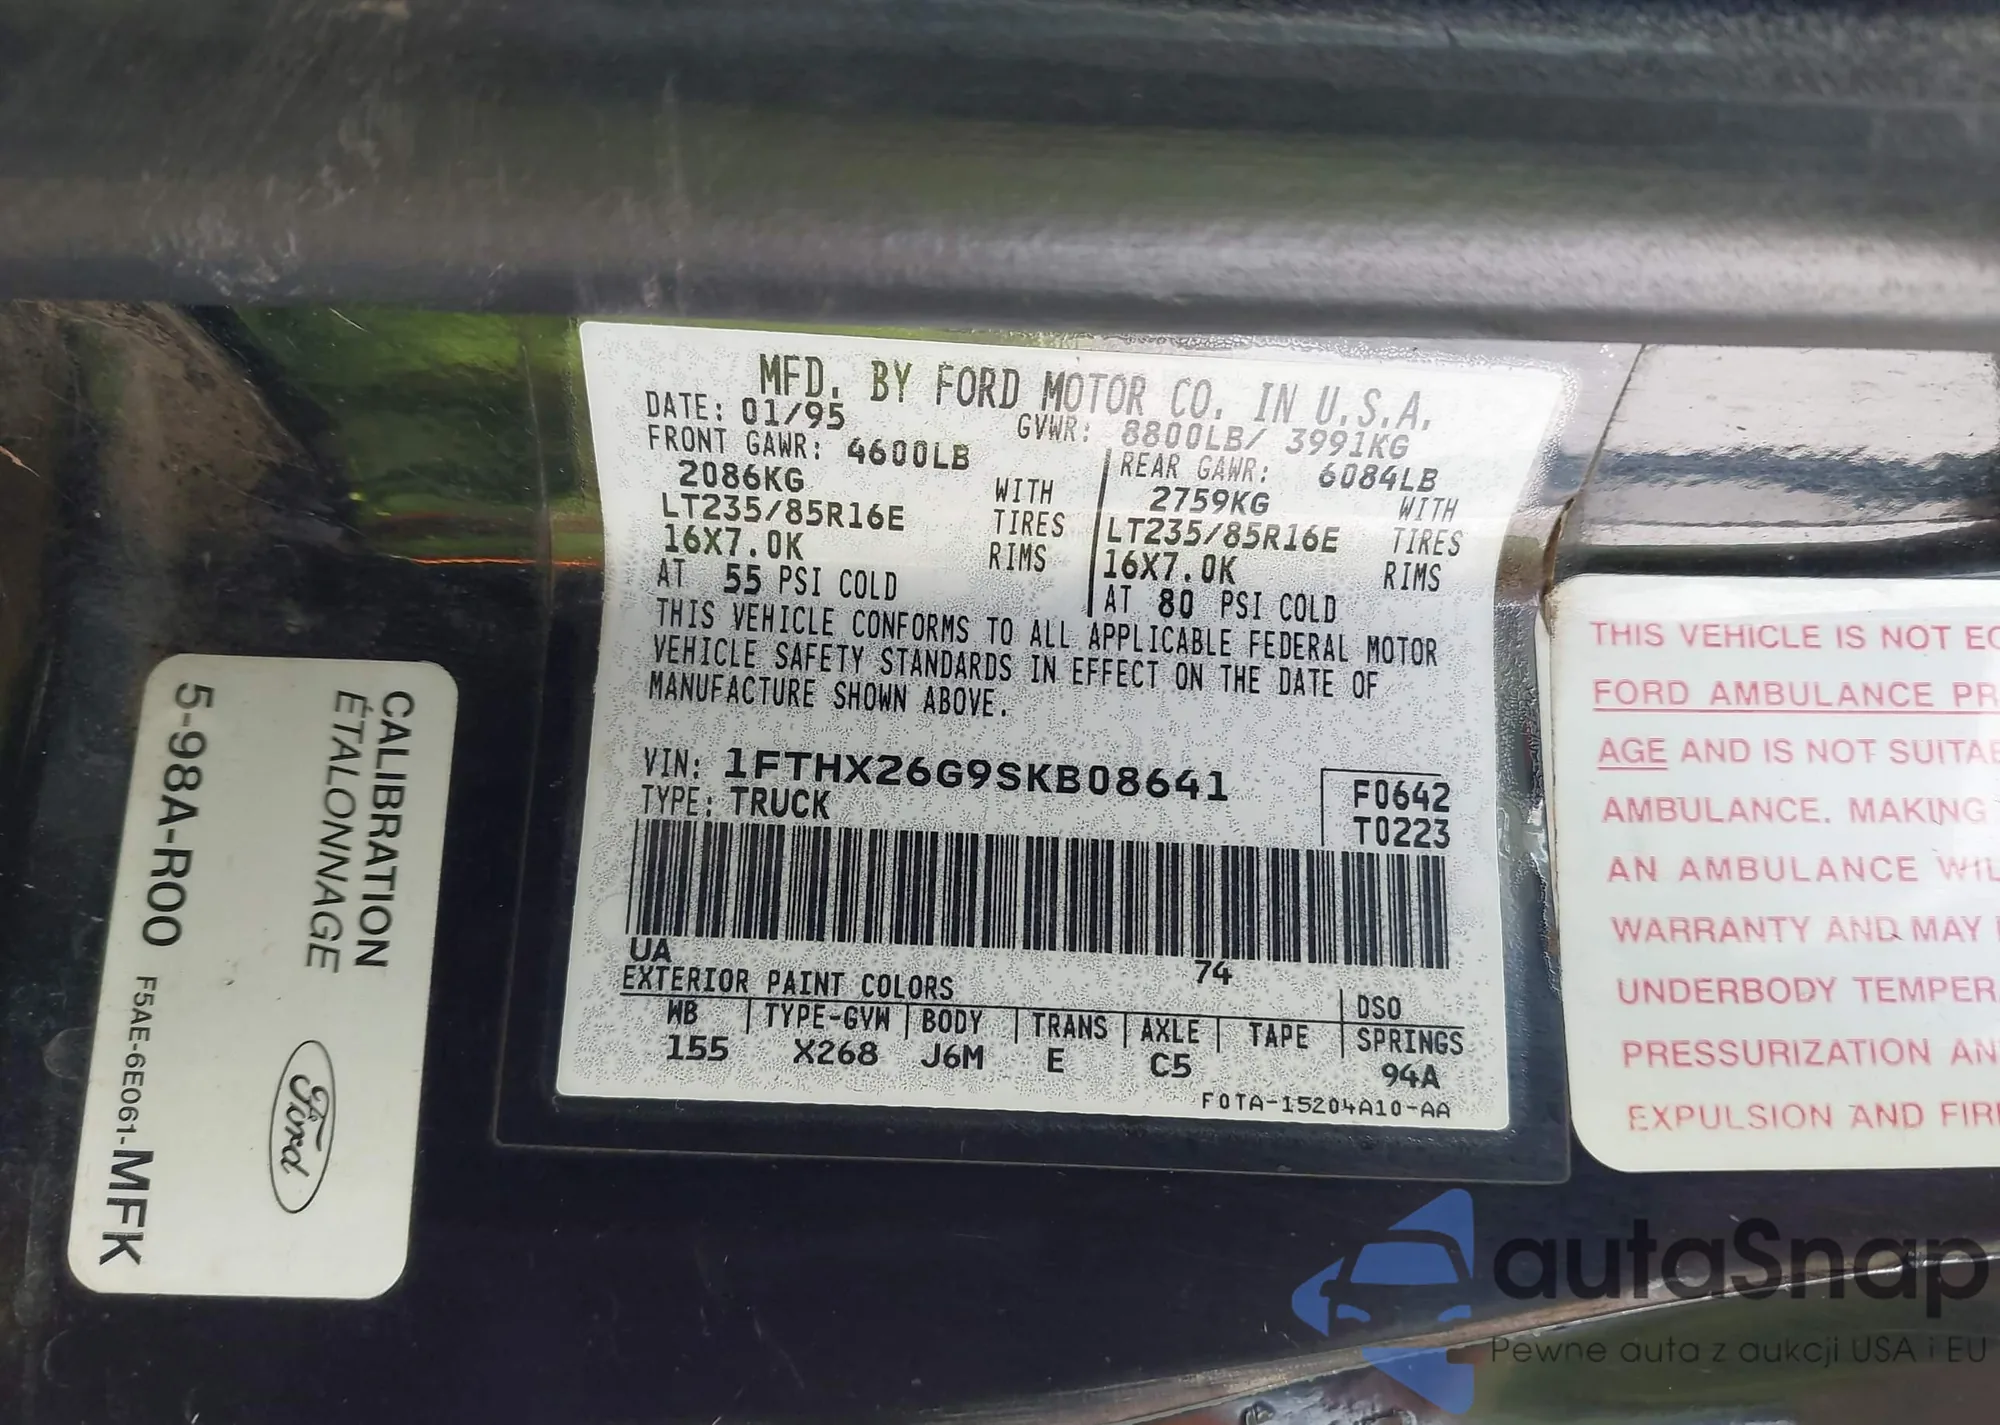 MFD. BY FORD MOTOR CO. IN U.S.A.
DATE: 01/95 GVWR: 8800LB/ 3991KG
FRONT GAWR: 4600LB REAR GAWR: 6084LB
2086KG WITH 2759KG WITH
LT235/85R16E TIRES LT235/85R16E TIRES
16X7.0K RIMS 16X7.0K RIMS
AT 55 PSI COLD AT 80 PSI COLD
THIS VEHICLE CONFORMS TO ALL APPLICABLE FEDERAL MOTOR
VEHICLE SAFETY STANDARDS IN EFFECT ON THE DATE OF
MANUFACTURE SHOWN ABOVE.
VIN: 1FTHX26G9SKB08641 F0642
TYPE: TRUCK T0223
UA 74
EXTERIOR PAINT COLORS DSO
WB TYPE-GVW BODY TRANS AXLE TAPE SPRINGS
155 X268 J6M E C5 94A
F0TA-15204A10-AA
CALIBRATION
ÉTALONNAGE
Ford
5-98A-R00 F5AE-6E061-MFK
THIS VEHICLE IS NOT
FORD AMBULANCE
AGE AND IS NOT
AMBULANCE. MAKING
AN AMBULANCE
WARRANTY AND MAY
UNDERBODY
PRESSURIZATION
EXPULSION AND
autaSnap
Pewne auta z aukcji USA i EU